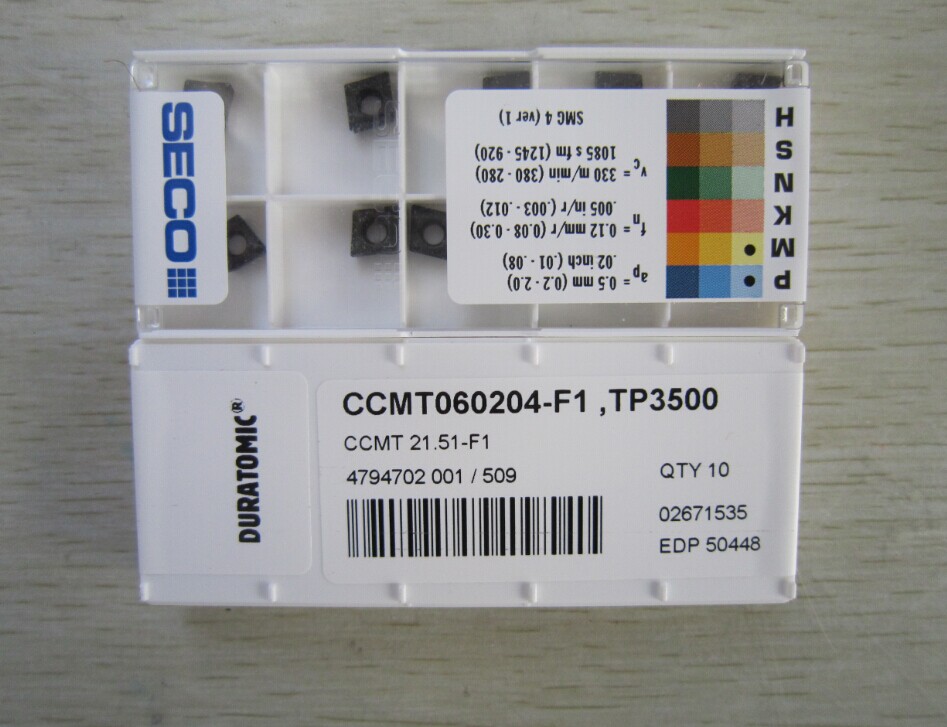 SECO
SMG 4 (ver 1)
1085 s fm (1245 - 920)
vc = 330 m/min (380 - 280)
.005 in/r (.003 - .012)
fn = 0.12 mm/r (0.08 - 0.30)
.02 inch (.01 - .08)
ap = 0.5 mm (0.2 - 2.0)
H
S
N
K
M
P
DURATOMIC®
CCMT060204-F1 ,TP3500
CCMT 21.51-F1
4794702 001 / 509
QTY 10
02671535
EDP 50448